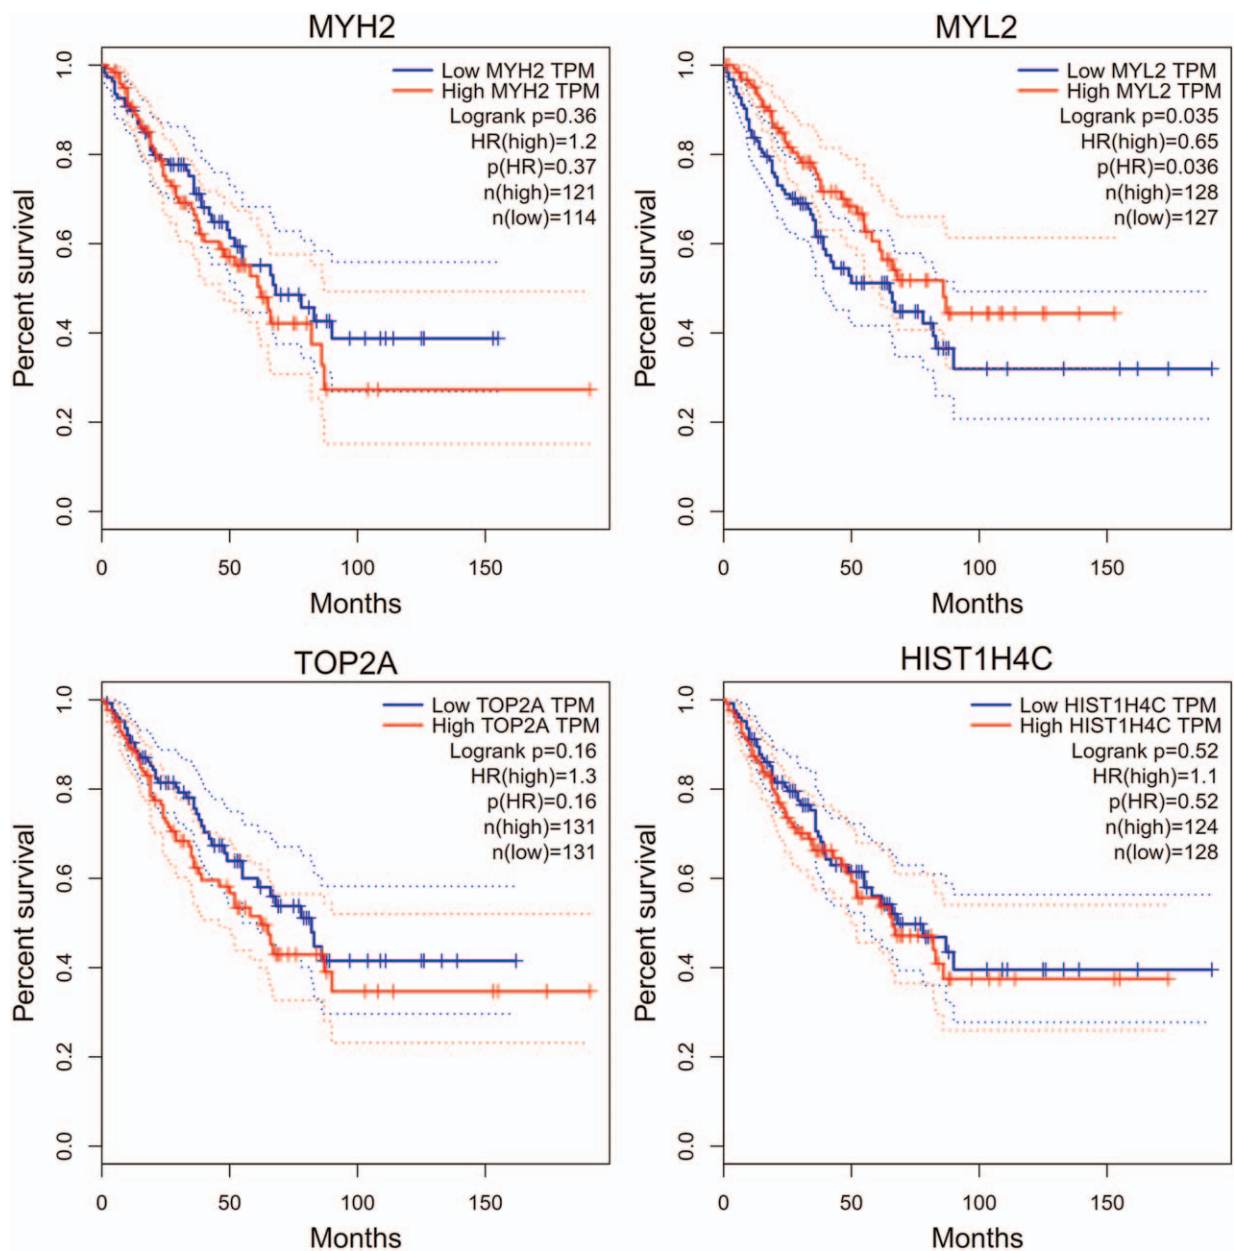 MYH2
Percent survival
0.0
0.2
0.4
0.6
0.8
1.0
Low MYH2 TPM
High MYH2 TPM
Logrank p=0.36
HR(high)=1.2
p(HR)=0.37
n(high)=121
n(low)=114
0
50
100
150
Months
MYL2
Percent survival
0.0
0.2
0.4
0.6
0.8
1.0
Low MYL2 TPM
High MYL2 TPM
Logrank p=0.035
HR(high)=0.65
p(HR)=0.036
n(high)=128
n(low)=127
0
50
100
150
Months
TOP2A
Percent survival
0.0
0.2
0.4
0.6
0.8
1.0
Low TOP2A TPM
High TOP2A TPM
Logrank p=0.16
HR(high)=1.3
p(HR)=0.16
n(high)=131
n(low)=131
0
50
100
150
Months
HIST1H4C
Percent survival
0.0
0.2
0.4
0.6
0.8
1.0
Low HIST1H4C TPM
High HIST1H4C TPM
Logrank p=0.52
HR(high)=1.1
p(HR)=0.52
n(high)=124
n(low)=128
0
50
100
150
Months